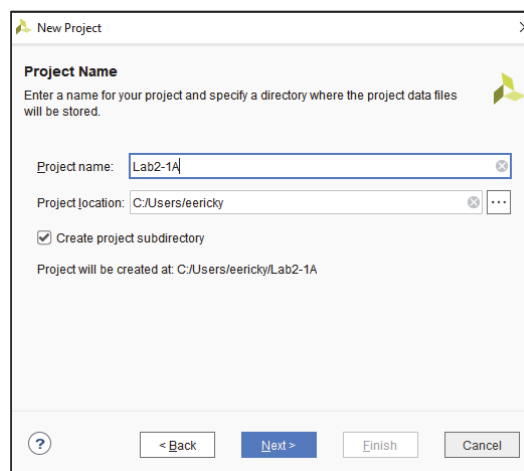 New Project
Project Name
Enter a name for your project and specify a directory where the project data files
will be stored.
Project name: Lab2-1A
Project location: C:/Users/eericky ...
Create project subdirectory
Project will be created at: C:/Users/eericky/Lab2-1A
? < Back Next > Finish Cancel